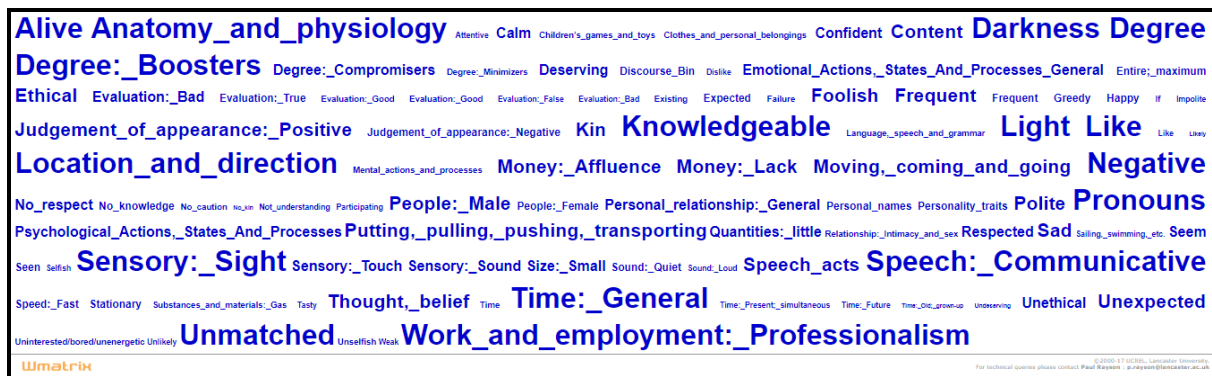 Alive Anatomy_and_physiology Attentive Calm Children's_games_and_toys Clothes_and_personal_belongings Confident Content Darkness Degree
Degree:_Boosters Degree:_Compromisers Degree:_Minimizers Deserving Discourse_Bin Dislike Emotional_Actions,_States_And_Processes_General Entire;_maximum
Ethical Evaluation:_Bad Evaluation:_True Evaluation:_Good Evaluation:_Good Evaluation:_False Evaluation:_Bad Existing Expected Failure Foolish Frequent Frequent Greedy Happy If Impolite
Judgement_of_appearance:_Positive Judgement_of_appearance:_Negative Kin Knowledgeable Language,_speech_and_grammar Light Like Like Likely
Location_and_direction Mental_actions_and_processes Money:_Affluence Money:_Lack Moving,_coming_and_going Negative
No_respect No_knowledge No_caution No_kin Not_understanding Participating People:_Male People:_Female Personal_relationship:_General Personal_names Personality_traits Polite Pronouns
Psychological_Actions,_States_And_Processes Putting,_pulling,_pushing,_transporting Quantities:_little Relationship:_Intimacy_and_sex Respected Sad Sailing,_swimming,_etc. Seem
Seen Selfish Sensory:_Sight Sensory:_Touch Sensory:_Sound Size:_Small Sound:_Quiet Sound:_Loud Speech_acts Speech:_Communicative
Speed:_Fast Stationary Substances_and_materials:_Gas Tasty Thought,_belief Time Time:_General Time:_Present;_simultaneous Time:_Future Time:_Old;_grown-up Undeserving Unethical Unexpected
Uninterested/bored/unenergetic Unlikely Unmatched Unselfish Weak Work_and_employment:_Professionalism
Wmatrix
©2000-17 UCREL, Lancaster University.
For technical queries please contact Paul Rayson : p.rayson@lancaster.ac.uk